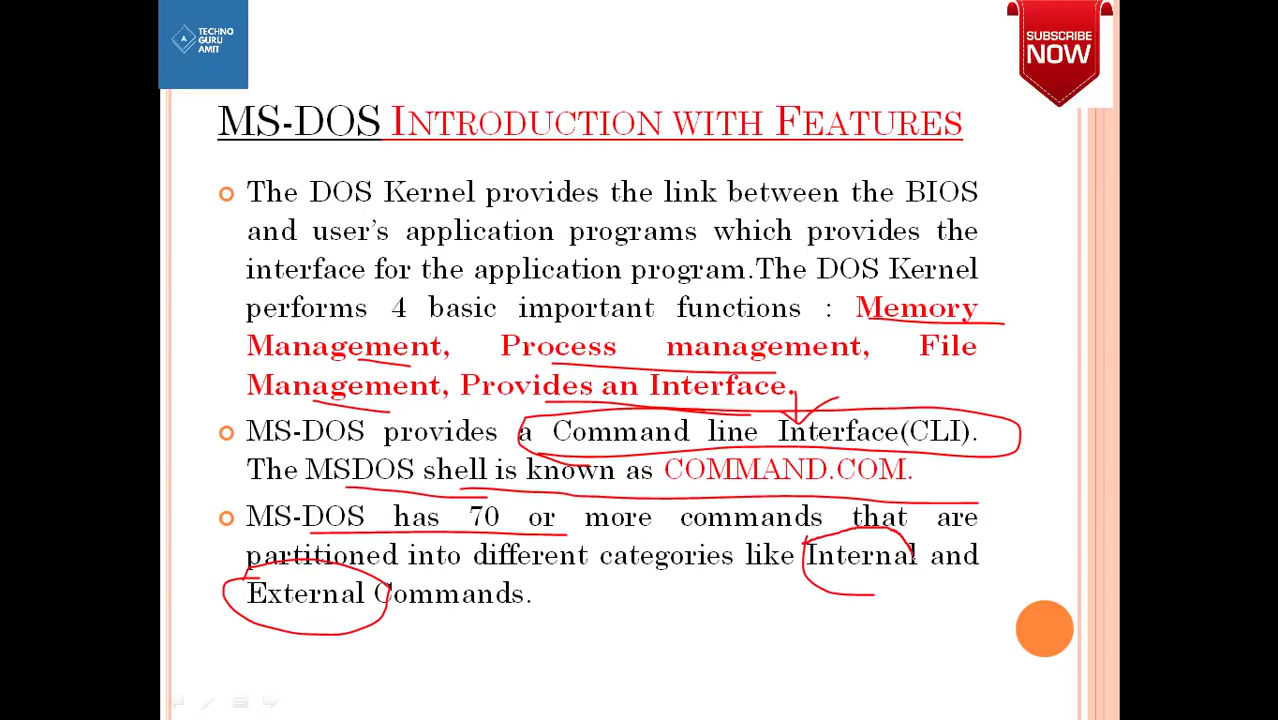 A
TECHNO
GURU
AMIT
SUBSCRIBE
NOW
MS-DOS INTRODUCTION WITH FEATURES
The DOS Kernel provides the link between the BIOS
and user's application programs which provides the
interface for the application program.The DOS Kernel
performs 4 basic important functions : Memory
Management, Process management, File
Management, Provides an Interface.
MS-DOS provides a Command line Interface(CLI).
The MSDOS shell is known as COMMAND.COM.
MS-DOS has 70 or more commands that are
partitioned into different categories like Internal and
External Commands.